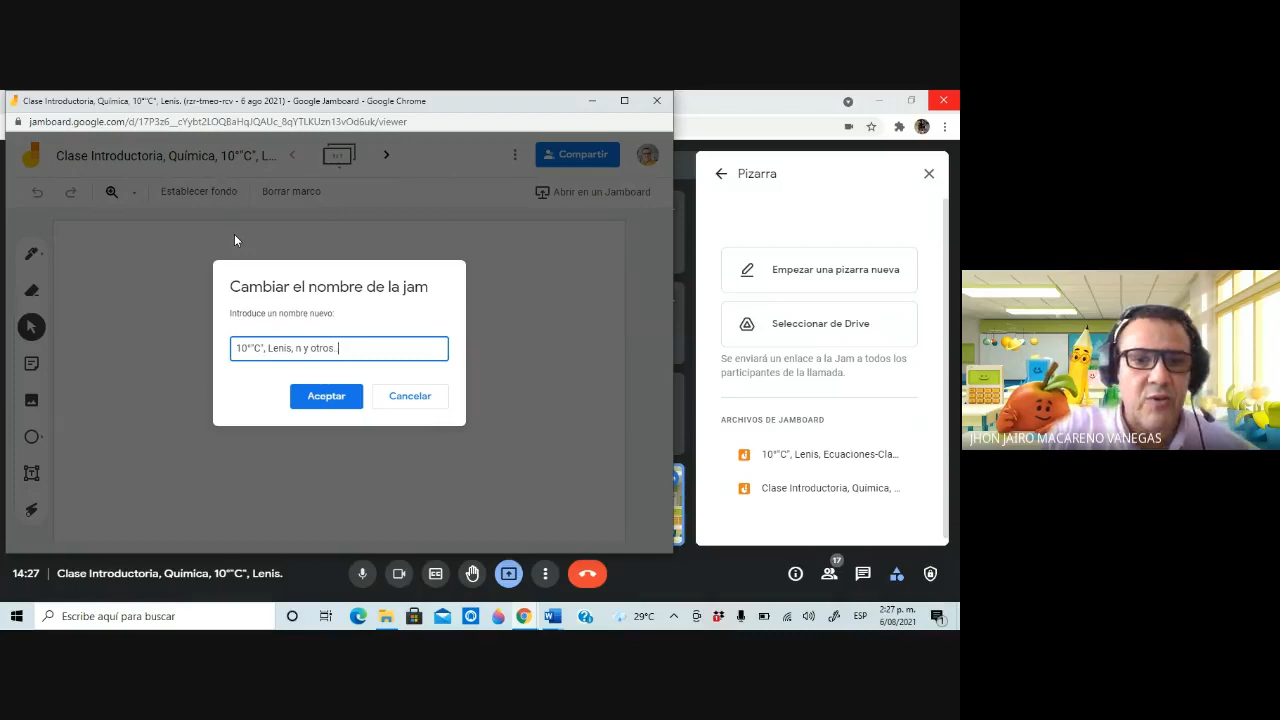 Clase Introductoria, Química, 10°"C", Lenis. (rzr-tmeo-rcv - 6 ago 2021) - Google Jamboard - Google Chrome
jamboard.google.com/d/17P3z6__cYybt2LOQBaHqJQAUc_8qYTLKUzn13vOd6uk/viewer
Clase Introductoria, Química, 10°"C", L...
1/1
Compartir
Establecer fondo
Borrar marco
Abrir en un Jamboard
Cambiar el nombre de la jam
Introduce un nombre nuevo:
10°"C", Lenis, n y otros..
Aceptar
Cancelar
Pizarra
Empezar una pizarra nueva
Seleccionar de Drive
Se enviará un enlace a la Jam a todos los
participantes de la llamada.
ARCHIVOS DE JAMBOARD
10°"C", Lenis, Ecuaciones-Cla...
Clase Introductoria, Química, ...
JHON JAIRO MACARENO VANEGAS
14:27 | Clase Introductoria, Química, 10°"C", Lenis.
17
Escribe aquí para buscar
29°C
ESP
2:27 p. m.
6/08/2021
1